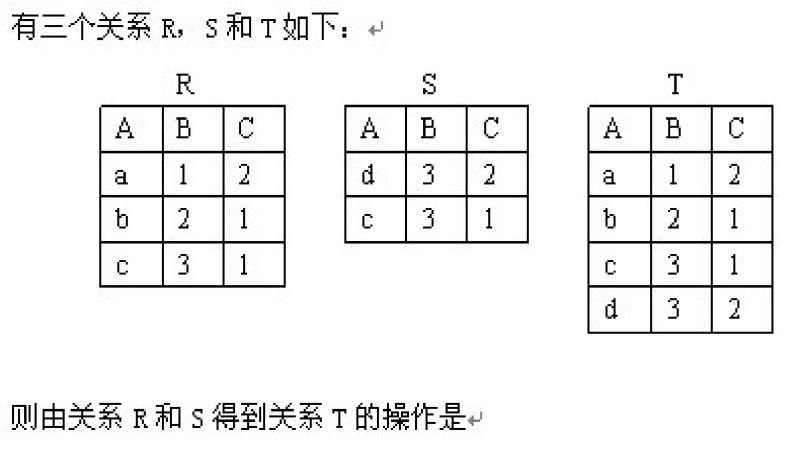 有三个关系 R，S 和 T 如下：
R S T
A B C A B C A B C
a 1 2 d 3 2 a 1 2
b 2 1 c 3 1 b 2 1
c 3 1 c 3 1
d 3 2
则由关系 R 和 S 得到关系 T 的操作是